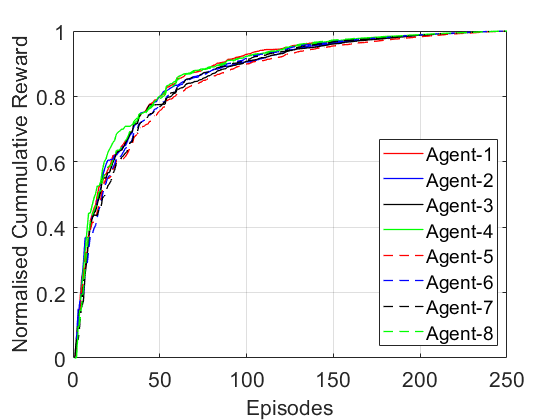 Normalised Cummulative Reward
1
0.8
0.6
0.4
0.2
0
0 50 100 150 200 250
Episodes
Agent-1
Agent-2
Agent-3
Agent-4
Agent-5
Agent-6
Agent-7
Agent-8